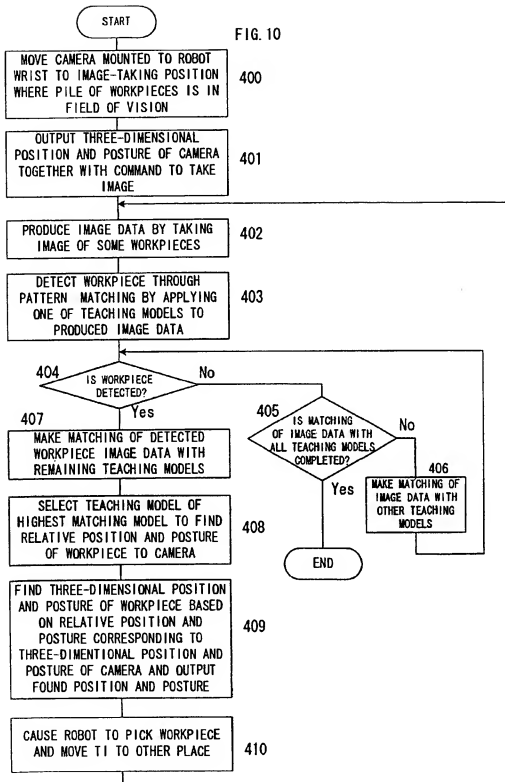 START
FIG. 10
MOVE CAMERA MOUNTED TO ROBOT
WRIST TO IMAGE-TAKING POSITION
WHERE PILE OF WORKPIECES IS IN
FIELD OF VISION
400
OUTPUT THREE-DIMENSIONAL
POSITION AND POSTURE OF CAMERA
TOGETHER WITH COMMAND TO TAKE
IMAGE
401
PRODUCE IMAGE DATA BY TAKING
IMAGE OF SOME WORKPIECES
402
DETECT WORKPIECE THROUGH
PATTERN MATCHING BY APPLYING
ONE OF TEACHING MODELS TO
PRODUCED IMAGE DATA
403
404
IS WORKPIECE
DETECTED?
No
Yes
405
IS MATCHING
OF IMAGE DATA WITH
ALL TEACHING MODELS
COMPLETED?
No
Yes
406
MAKE MATCHING OF
IMAGE DATA WITH
OTHER TEACHING
MODELS
END
407
MAKE MATCHING OF DETECTED
WORKPIECE IMAGE DATA WITH
REMAINING TEACHING MODELS
SELECT TEACHING MODEL OF
HIGHEST MATCHING MODEL TO FIND
RELATIVE POSITION AND POSTURE
OF WORKPIECE TO CAMERA
408
FIND THREE-DIMENSIONAL POSITION
AND POSTURE OF WORKPIECE BASED
ON RELATIVE POSITION AND
POSTURE CORRESPONDING TO
THREE-DIMENTIONAL POSITION AND
POSTURE OF CAMERA AND OUTPUT
FOUND POSITION AND POSTURE
409
CAUSE ROBOT TO PICK WORKPIECE
AND MOVE TI TO OTHER PLACE
410